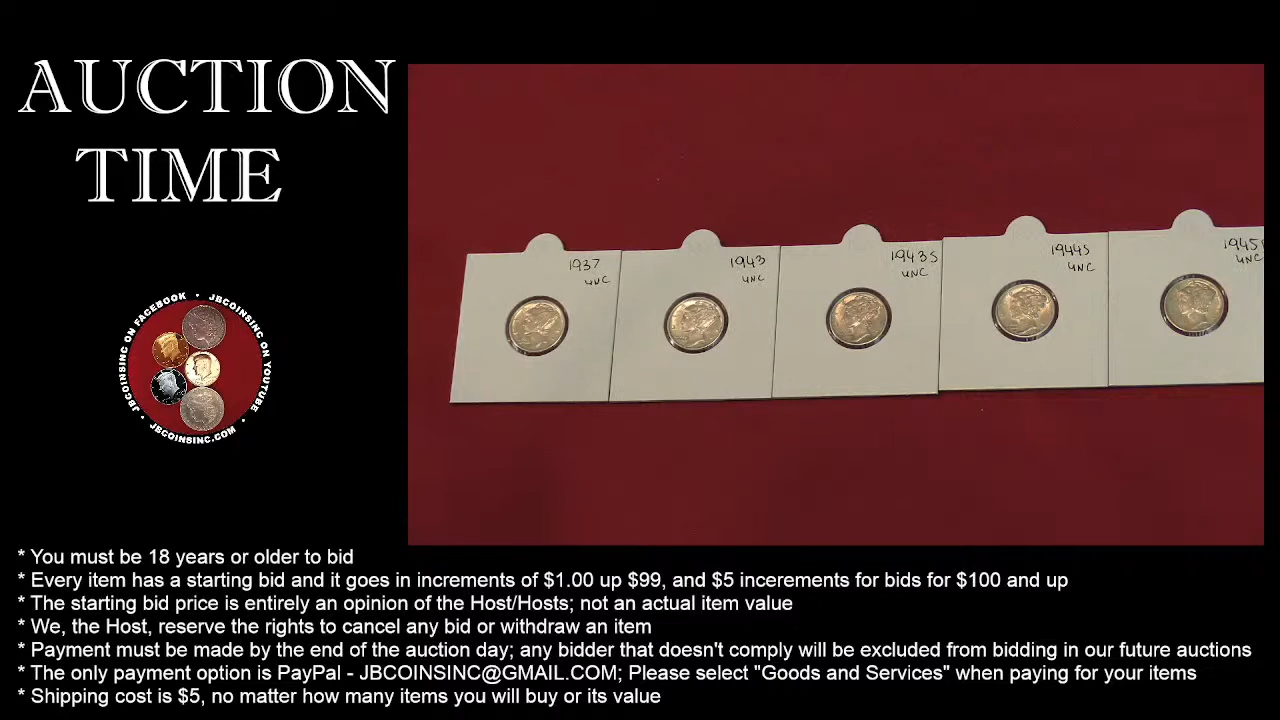 AUCTION
TIME
JBCOINSINC ON FACEBOOK • JBCOINSINC ON YOUTUBE • JBCOINSINC.COM •
1937
UNC
1943
UNC
1943S
UNC
1944S
UNC
1945
UNC
* You must be 18 years or older to bid
* Every item has a starting bid and it goes in increments of $1.00 up $99, and $5 incerements for bids for $100 and up
* The starting bid price is entirely an opinion of the Host/Hosts; not an actual item value
* We, the Host, reserve the rights to cancel any bid or withdraw an item
* Payment must be made by the end of the auction day; any bidder that doesn't comply will be excluded from bidding in our future auctions
* The only payment option is PayPal - JBCOINSINC@GMAIL.COM; Please select "Goods and Services" when paying for your items
* Shipping cost is $5, no matter how many items you will buy or its value